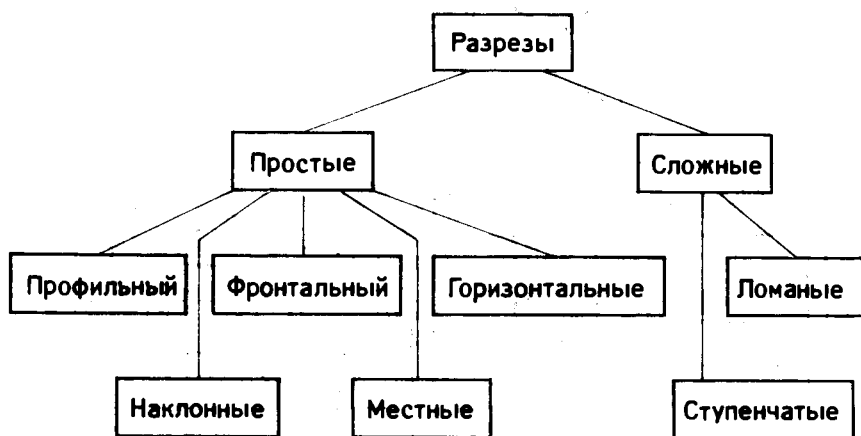 Разрезы
Простые
Сложные
Профильный
Фронтальный
Горизонтальные
Ломаные
Наклонные
Местные
Ступенчатые